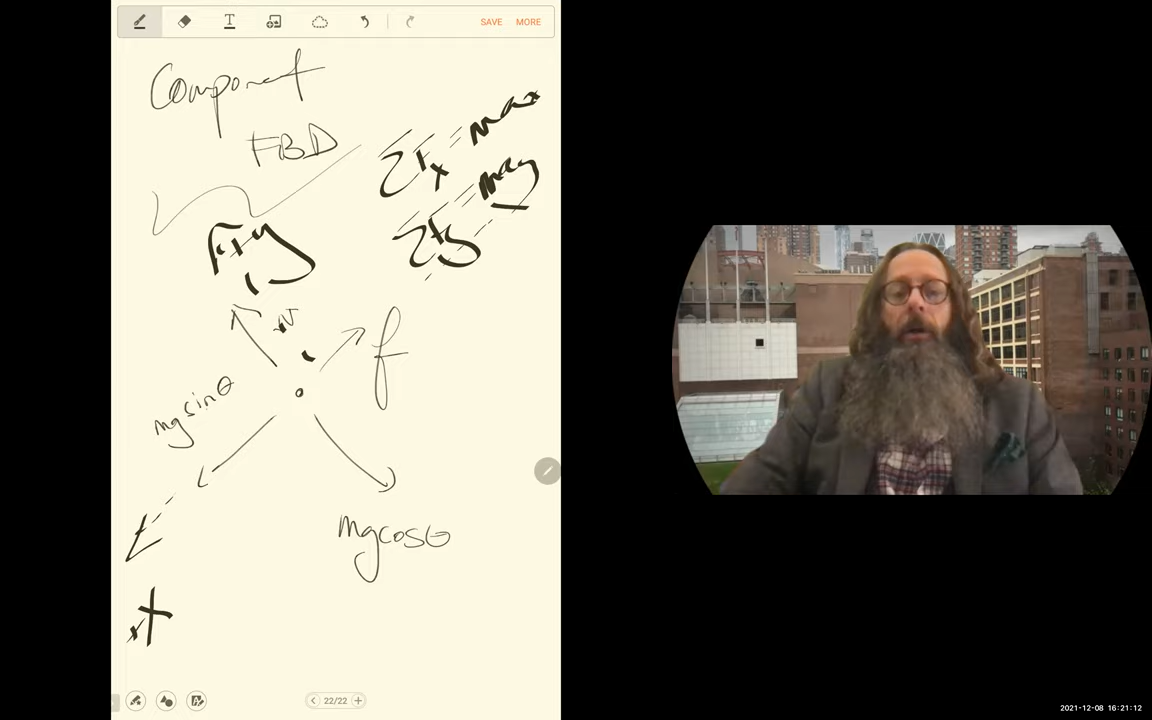 T SAVE MORE
Component
FBD
ΣFx = max
ΣFy = may
N
f
mgsinθ
mgcosθ
+x
22/22
2021-12-08 16:21:12